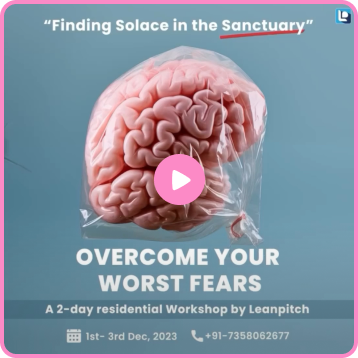 “Finding Solace in the Sanctuary”
OVERCOME YOUR
WORST FEARS
A 2-day residential Workshop by Leanpitch
1st- 3rd Dec, 2023 +91-7358062677